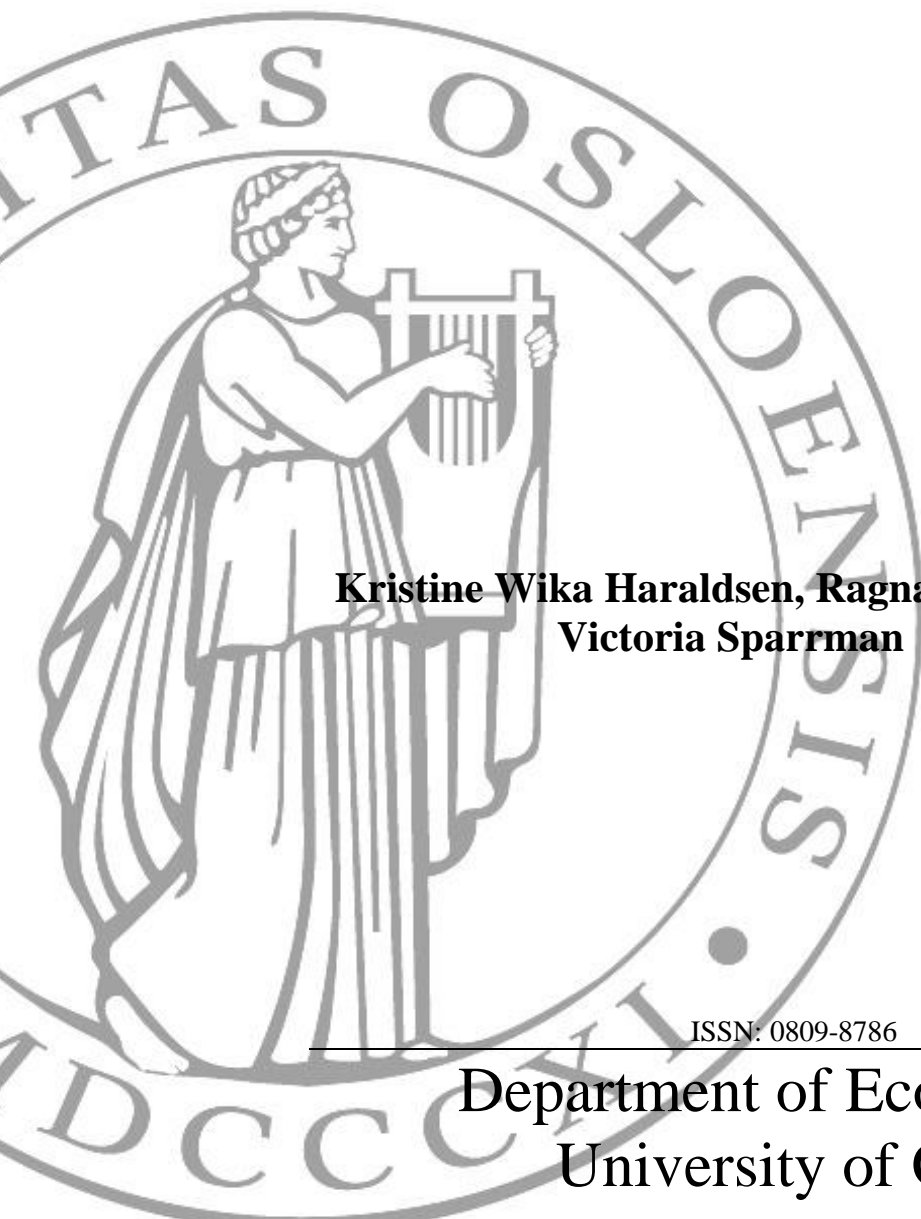 TAS OSLOENSIS •
MDCCCXI
Kristine Wika Haraldsen, Ragna
Victoria Sparrman
ISSN: 0809-8786
Department of Eco
University of